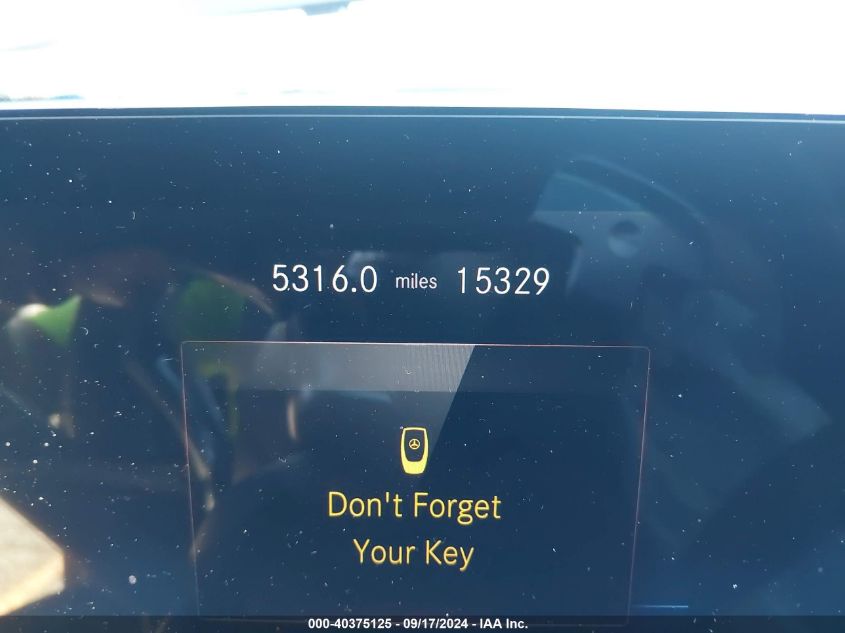 5316.0 miles 15329
Don't Forget
Your Key
000-40375125 - 09/17/2024 - IAA Inc.